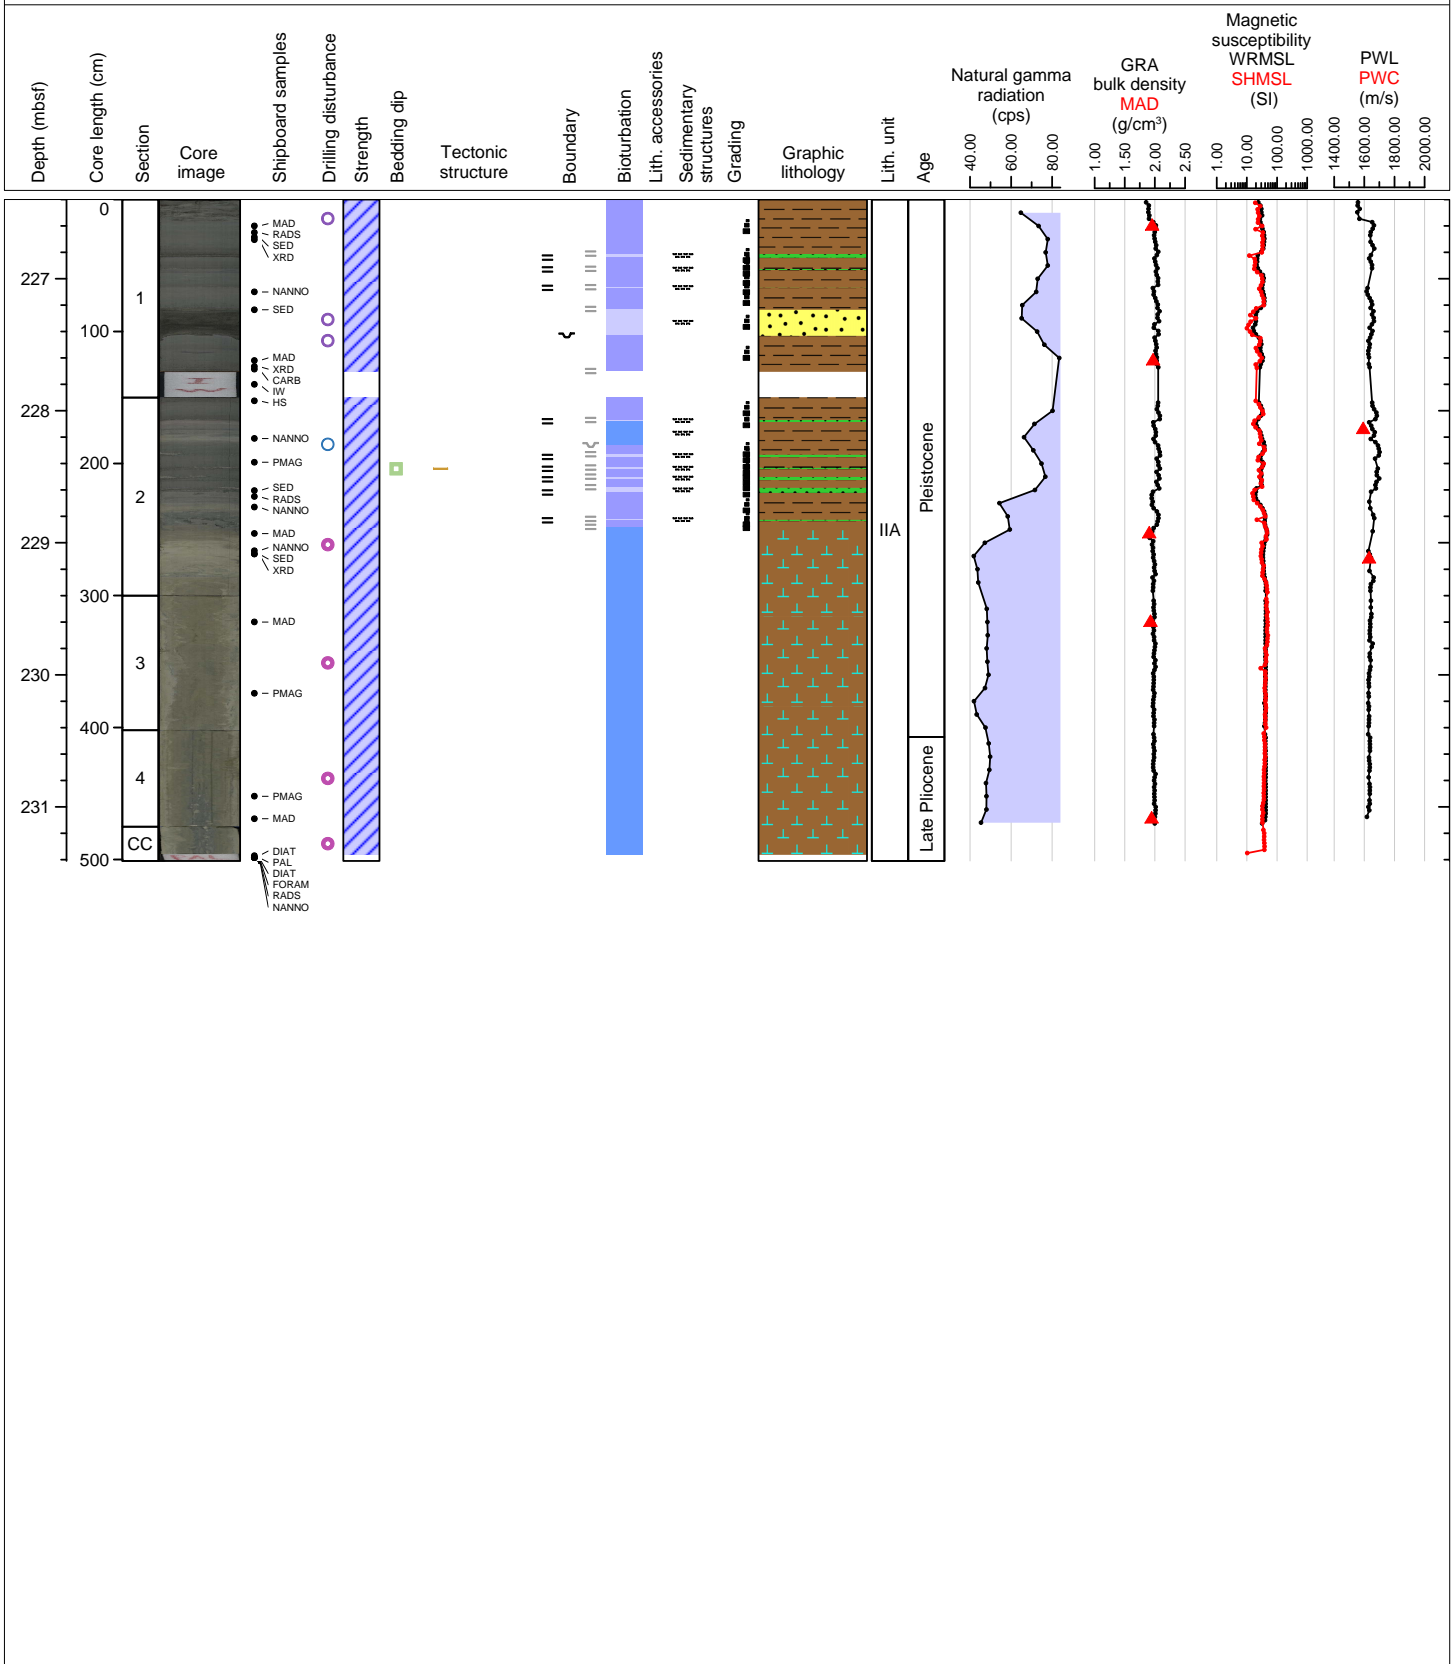 Depth (mbsf)
Core length (cm)
Section
Core
image
Shipboard samples
Drilling disturbance
Strength
Bedding dip
Tectonic
structure
Boundary
Bioturbation
Lith. accessories
Sedimentary
structures
Grading
Graphic
lithology
Lith. unit
Age
Natural gamma
radiation
(cps)
40.00
60.00
80.00
GRA
bulk density
MAD
(g/cm³)
1.00
1.50
2.00
2.50
Magnetic
susceptibility
WRMSL
SHMSL
(SI)
1.00
10.00
100.00
1000.00
PWL
PWC
(m/s)
1400.00
1600.00
1800.00
2000.00
227
228
229
230
231
0
100
200
300
400
500
1
2
3
4
CC
MAD
RADS
SED
XRD
NANNO
SED
MAD
XRD
CARB
IW
HS
NANNO
PMAG
SED
RADS
NANNO
MAD
NANNO
SED
XRD
MAD
PMAG
PMAG
MAD
DIAT
PAL
DIAT
FORAM
RADS
NANNO
IIA
Pleistocene
Late Pliocene